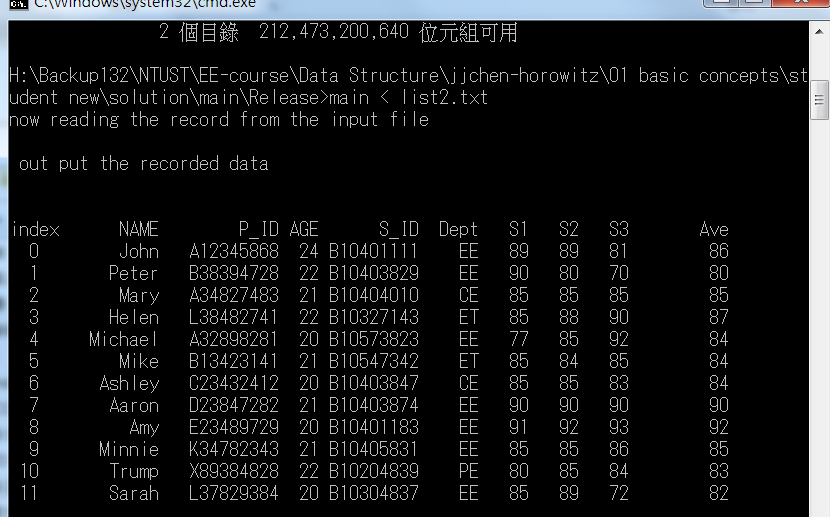 C:\Windows\system32\cmd.exe
2 個目錄 212,473,200,640 位元組可用
H:\Backup132\NTUST\EE-course\Data Structure\jjchen-horowitz\01 basic concepts\st
udent new\solution\main\Release>main < list2.txt
now reading the record from the input file
out put the recorded data
index NAME P_ID AGE S_ID Dept S1 S2 S3 Ave
0 John A12345868 24 B10401111 EE 89 89 81 86
1 Peter B38394728 22 B10403829 EE 90 80 70 80
2 Mary A34827483 21 B10404010 CE 85 85 85 85
3 Helen L38482741 22 B10327143 ET 85 88 90 87
4 Michael A32898281 20 B10573823 EE 77 85 92 84
5 Mike B13423141 21 B10547342 ET 85 84 85 84
6 Ashley C23432412 20 B10403847 CE 85 85 83 84
7 Aaron D23847282 21 B10403874 EE 90 90 90 90
8 Amy E23489729 20 B10401183 EE 91 92 93 92
9 Minnie K34782343 21 B10405831 EE 85 85 86 85
10 Trump X89384828 22 B10204839 PE 80 85 84 83
11 Sarah L37829384 20 B10304837 EE 85 89 72 82